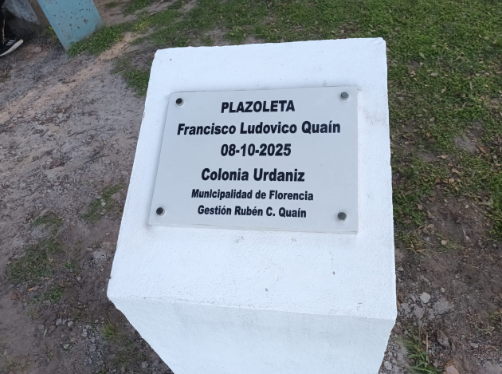 PLAZOLETA
Francisco Ludovico Quaín
08-10-2025
Colonia Urdaniz
Municipalidad de Florencia
Gestión Rubén C. Quaín